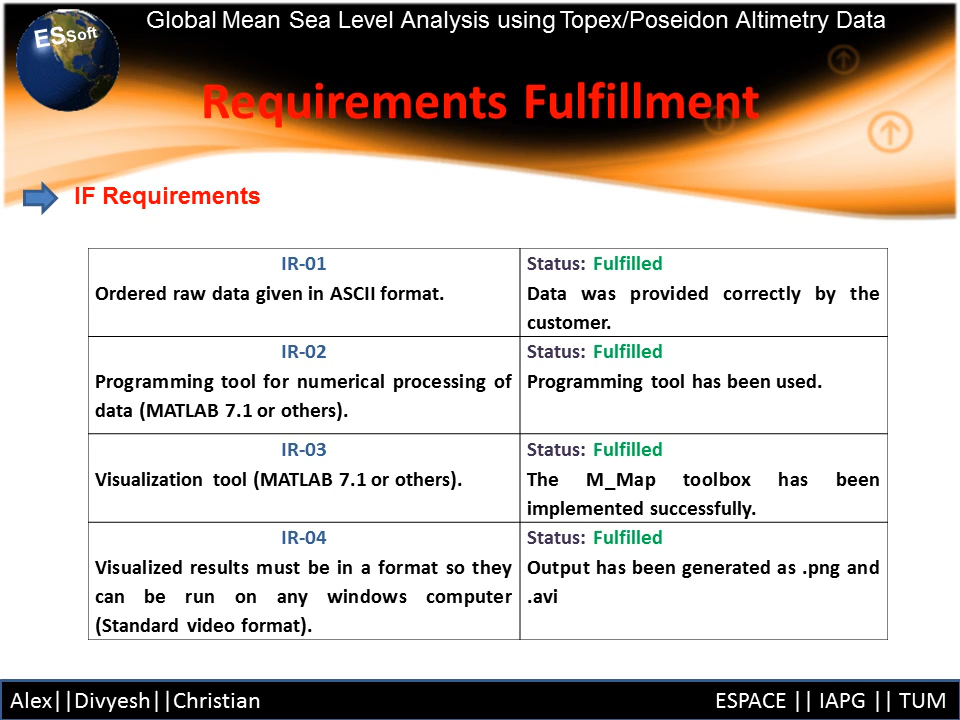 ESSoft
Global Mean Sea Level Analysis using Topex/Poseidon Altimetry Data
Requirements Fulfillment
IF Requirements
IR-01
Ordered raw data given in ASCII format.
Status: Fulfilled
Data was provided correctly by the
customer.
IR-02
Programming tool for numerical processing of
data (MATLAB 7.1 or others).
Status: Fulfilled
Programming tool has been used.
IR-03
Visualization tool (MATLAB 7.1 or others).
Status: Fulfilled
The M_Map toolbox has been
implemented successfully.
IR-04
Visualized results must be in a format so they
can be run on any windows computer
(Standard video format).
Status: Fulfilled
Output has been generated as .png and
.avi
Alex||Divyesh||Christian
ESPACE || IAPG || TUM